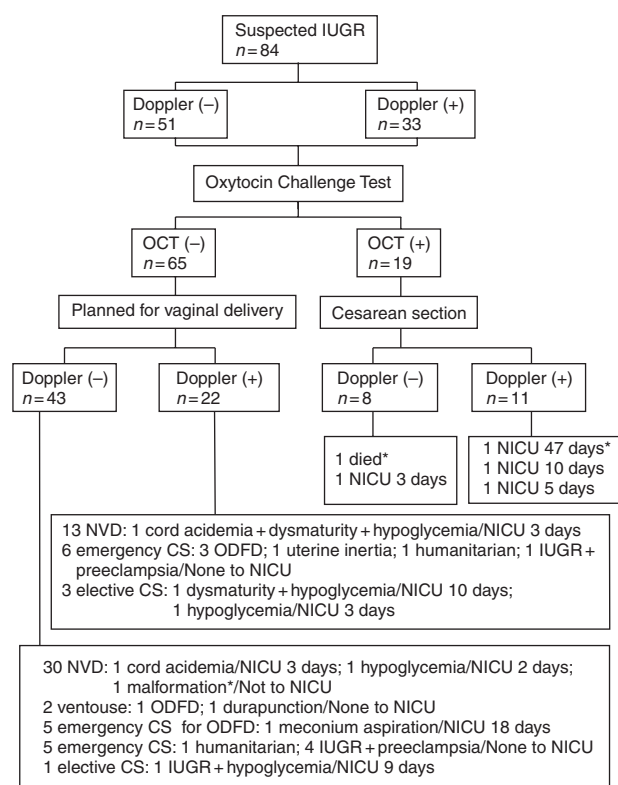 Suspected IUGR
n=84
Doppler (–)
n=51
Doppler (+)
n=33
Oxytocin Challenge Test
OCT (–)
n=65
OCT (+)
n=19
Planned for vaginal delivery
Cesarean section
Doppler (–)
n=43
Doppler (+)
n=22
Doppler (–)
n=8
Doppler (+)
n=11
1 died*
1 NICU 3 days
1 NICU 47 days*
1 NICU 10 days
1 NICU 5 days
13 NVD: 1 cord acidemia+dysmaturity+hypoglycemia/NICU 3 days
6 emergency CS: 3 ODFD; 1 uterine inertia; 1 humanitarian; 1 IUGR+
preeclampsia/None to NICU
3 elective CS: 1 dysmaturity+hypoglycemia/NICU 10 days;
1 hypoglycemia/NICU 3 days
30 NVD: 1 cord acidemia/NICU 3 days; 1 hypoglycemia/NICU 2 days;
1 malformation*/Not to NICU
2 ventouse: 1 ODFD; 1 durapunction/None to NICU
5 emergency CS for ODFD: 1 meconium aspiration/NICU 18 days
5 emergency CS: 1 humanitarian; 4 IUGR+preeclampsia/None to NICU
1 elective CS: 1 IUGR+hypoglycemia/NICU 9 days